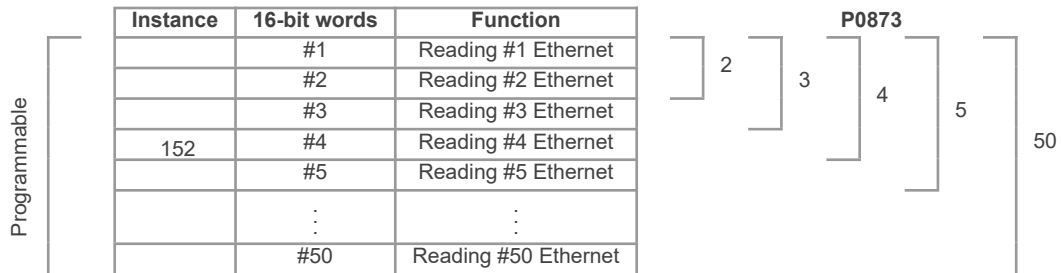 Instance 16-bit words Function P0873
#1 Reading #1 Ethernet
#2 Reading #2 Ethernet 2
#3 Reading #3 Ethernet 3
4
152 #4 Reading #4 Ethernet
5
#5 Reading #5 Ethernet
50
Programmable
: :
#50 Reading #50 Ethernet